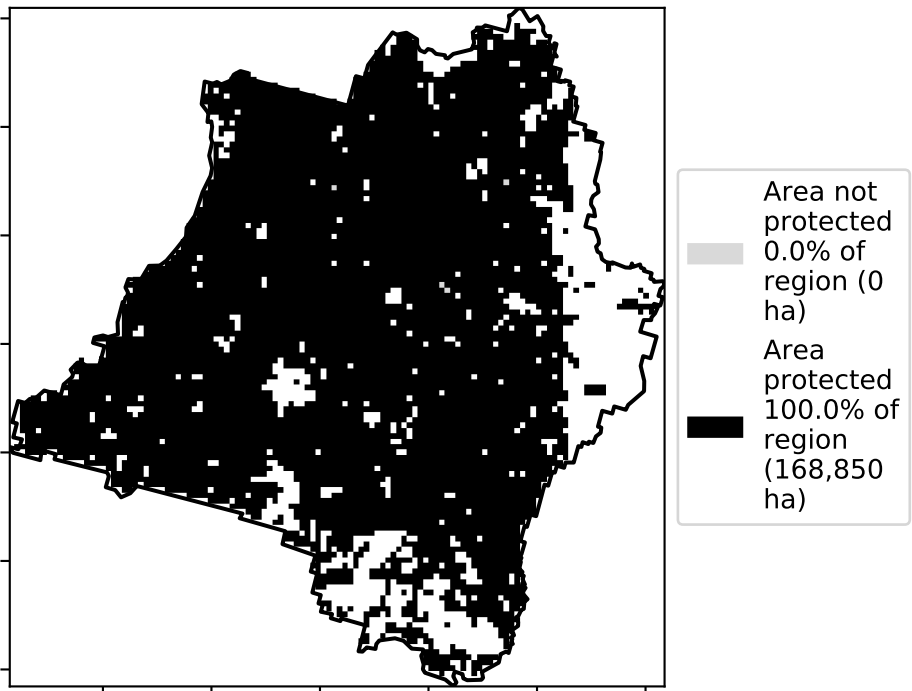 Area not
protected
0.0% of
region (0
ha)
Area
protected
100.0% of
region
(168,850
ha)